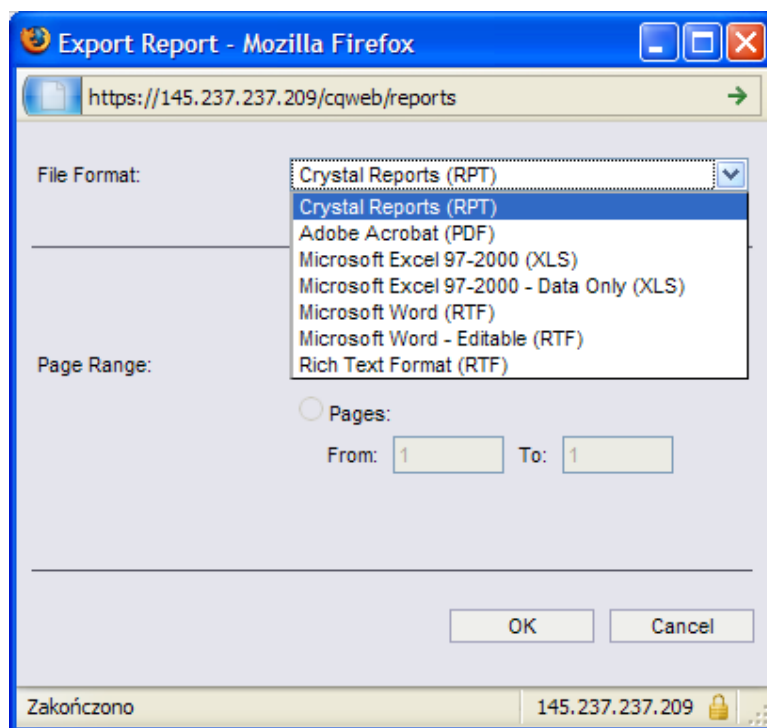 Export Report - Mozilla Firefox
https://145.237.237.209/cqweb/reports
File Format:
Crystal Reports (RPT)
Crystal Reports (RPT)
Adobe Acrobat (PDF)
Microsoft Excel 97-2000 (XLS)
Microsoft Excel 97-2000 - Data Only (XLS)
Microsoft Word (RTF)
Microsoft Word - Editable (RTF)
Rich Text Format (RTF)
Page Range:
Pages:
From: 1 To: 1
OK Cancel
Zakończono 145.237.237.209